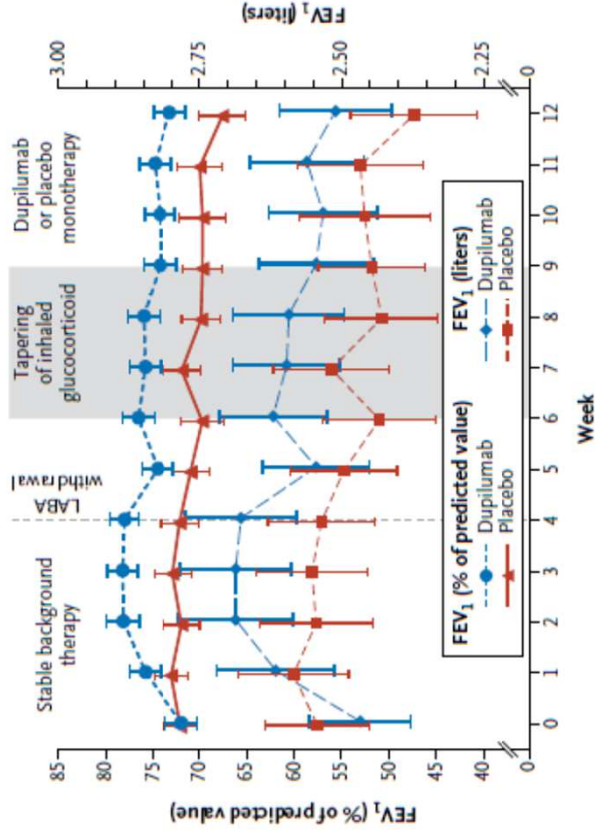 Stable background
therapy
LABA
withdrawal
Tapering
of inhaled
glucocorticoid
Dupilumab
or placebo
monotherapy
85
80
75
70
65
60
55
50
45
40
0
FEV1 (% of predicted value)
3.00
2.75
2.50
2.25
0
FEV1 (liters)
FEV1 (% of predicted value)
Dupilumab
Placebo
FEV1 (liters)
Dupilumab
Placebo
0 1 2 3 4 5 6 7 8 9 10 11 12
Week